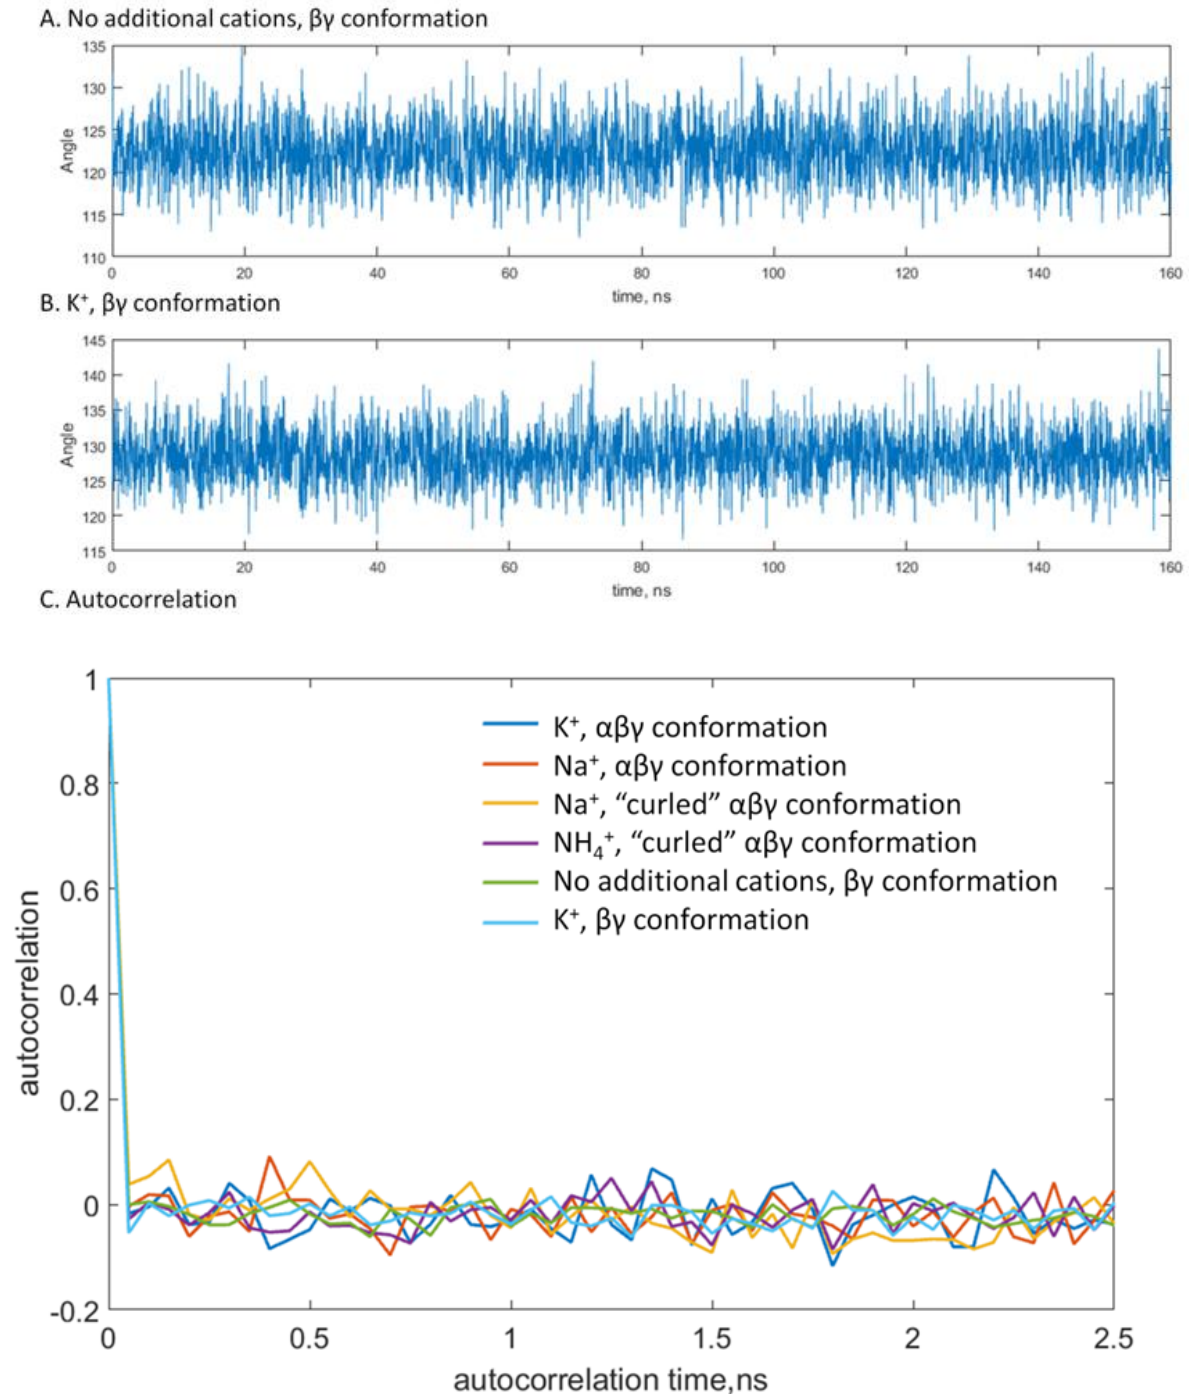 A. No additional cations, βγ conformation
135
130
125
120
115
110
Angle
0 20 40 60 80 100 120 140 160
time, ns
B. K⁺, βγ conformation
145
140
135
130
125
120
115
Angle
0 20 40 60 80 100 120 140 160
time, ns
C. Autocorrelation
1
0.8
0.6
0.4
0.2
0
-0.2
autocorrelation
K⁺, αβγ conformation
Na⁺, αβγ conformation
Na⁺, “curled” αβγ conformation
NH₄⁺, “curled” αβγ conformation
No additional cations, βγ conformation
K⁺, βγ conformation
0 0.5 1 1.5 2 2.5
autocorrelation time,ns